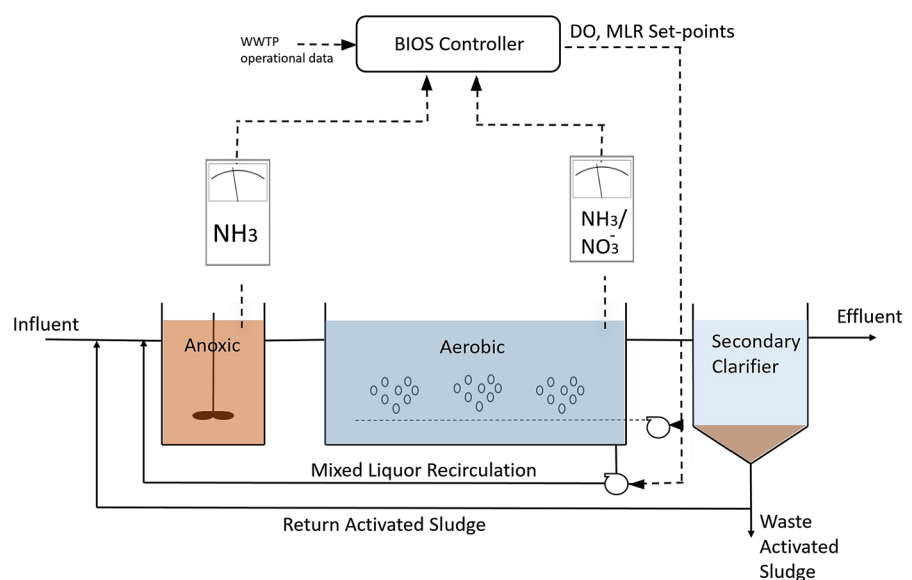 WWTP
operational data
BIOS Controller
DO, MLR Set-points
NH3
NH3/
NO3-
Influent
Anoxic
Aerobic
Secondary
Clarifier
Effluent
Mixed Liquor Recirculation
Return Activated Sludge
Waste
Activated
Sludge